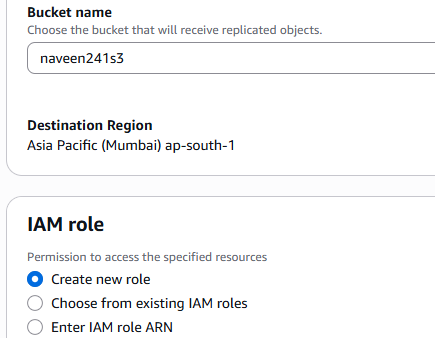 Bucket name
Choose the bucket that will receive replicated objects.
naveen241s3
Destination Region
Asia Pacific (Mumbai) ap-south-1
IAM role
Permission to access the specified resources
Create new role
Choose from existing IAM roles
Enter IAM role ARN